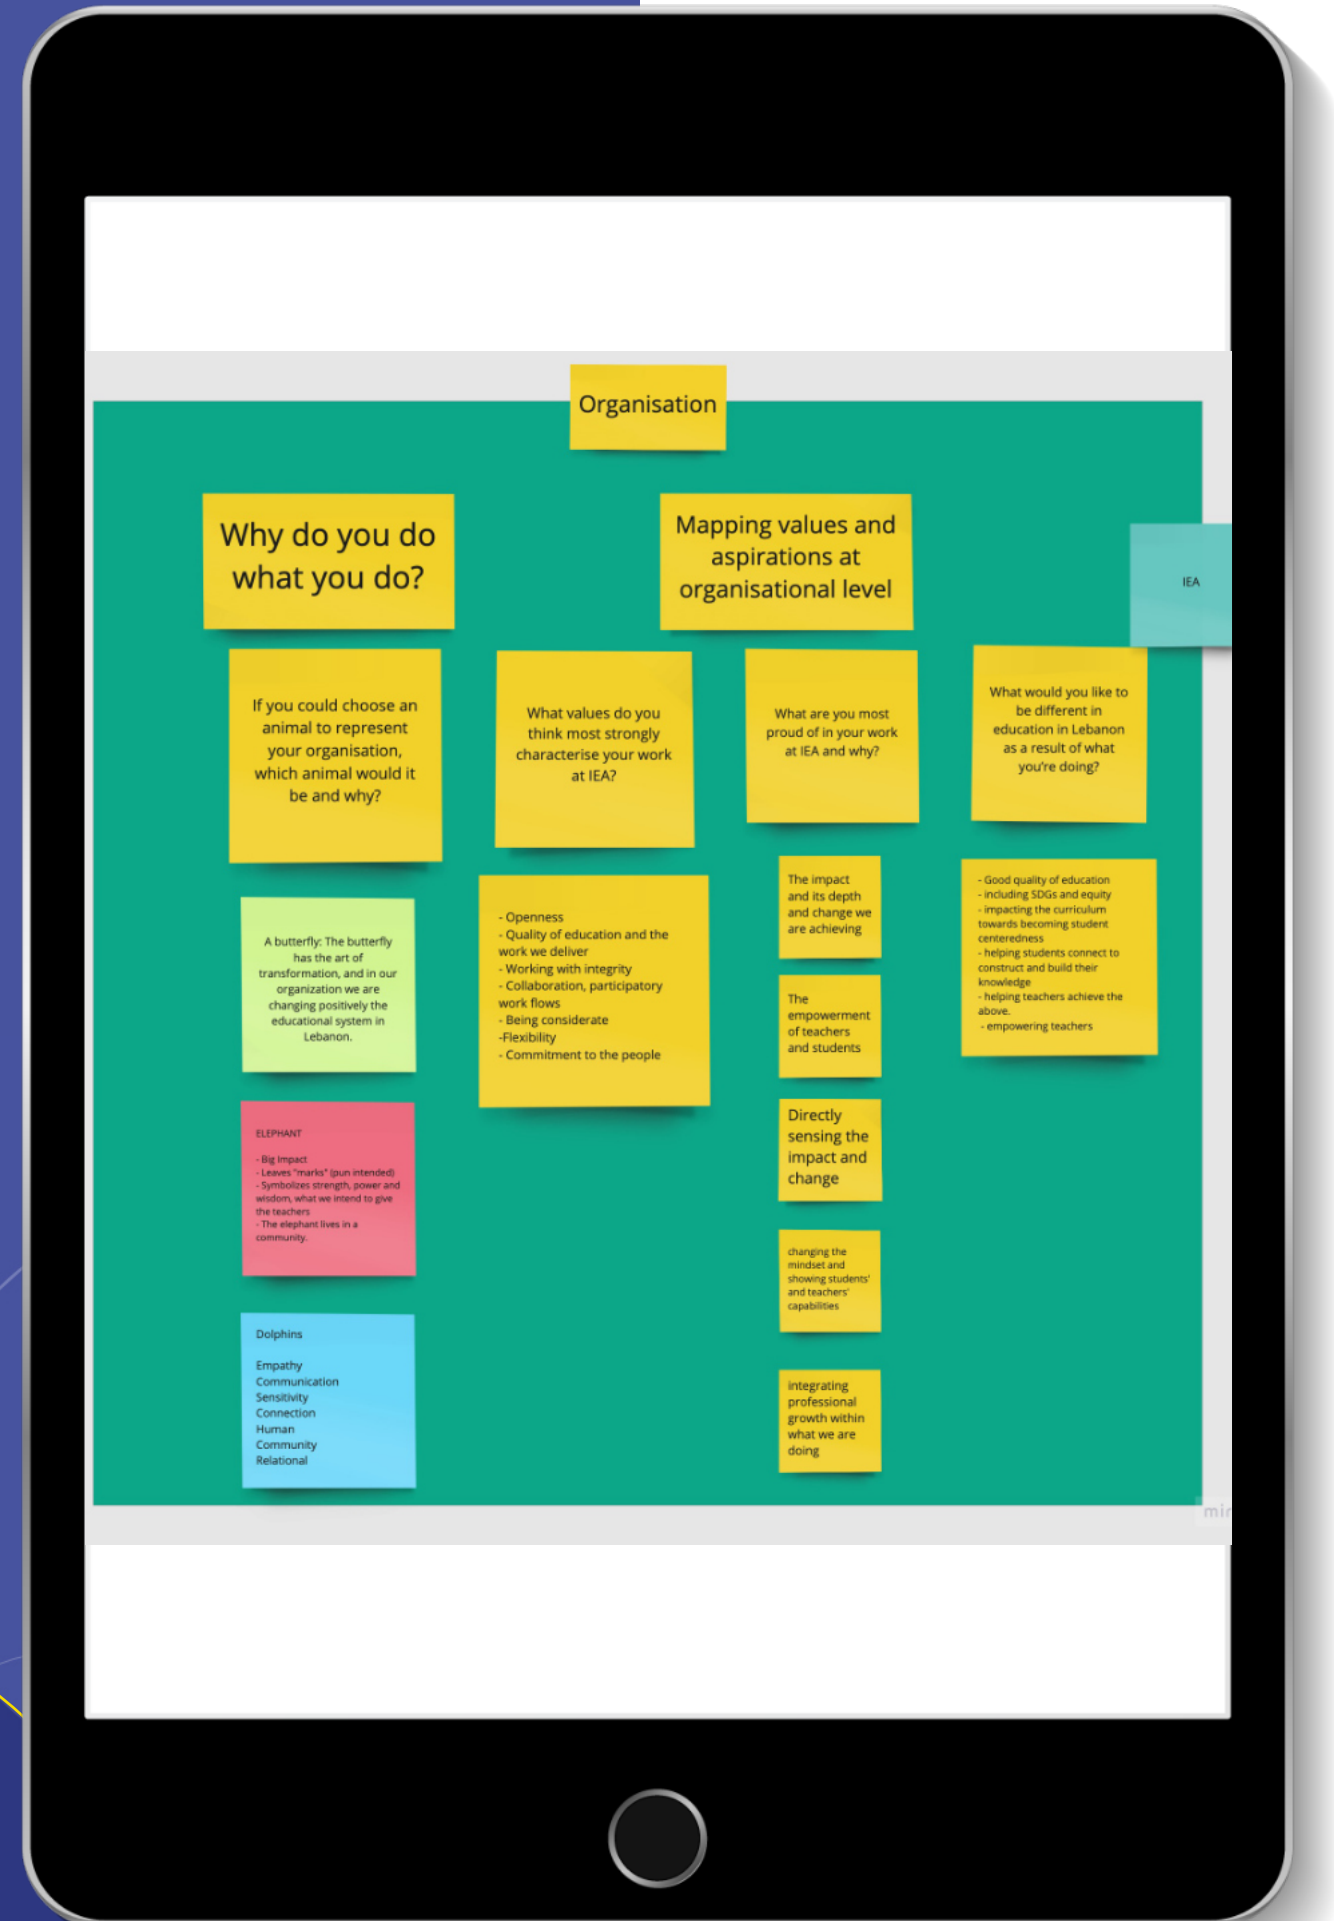 Organisation
Why do you do
what you do?
Mapping values and
aspirations at
organisational level
IEA
If you could choose an
animal to represent
your organisation,
which animal would it
be and why?
What values do you
think most strongly
characterise your work
at IEA?
What are you most
proud of in your work
at IEA and why?
What would you like to
be different in
education in Lebanon
as a result of what
you're doing?
A butterfly: The butterfly
has the art of
transformation, and in our
organization we are
changing positively the
educational system in
Lebanon.
ELEPHANT
- Big Impact
- Leaves "marks" (pun intended)
- Symbolizes strength, power and
wisdom, what we intend to give
the teachers
- The elephant lives in a
community.
Dolphins
Empathy
Communication
Sensitivity
Connection
Human
Community
Relational
- Openness
- Quality of education and the
work we deliver
- Working with integrity
- Collaboration, participatory
work flows
- Being considerate
-Flexibility
- Commitment to the people
The impact
and its depth
and change we
are achieving
The
empowerment
of teachers
and students
Directly
sensing the
impact and
change
changing the
mindset and
showing students'
and teachers'
capabilities
integrating
professional
growth within
what we are
doing
- Good quality of education
- including SDGs and equity
- impacting the curriculum
towards becoming student
centeredness
- helping students connect to
construct and build their
knowledge
- helping teachers achieve the
above.
- empowering teachers
mir